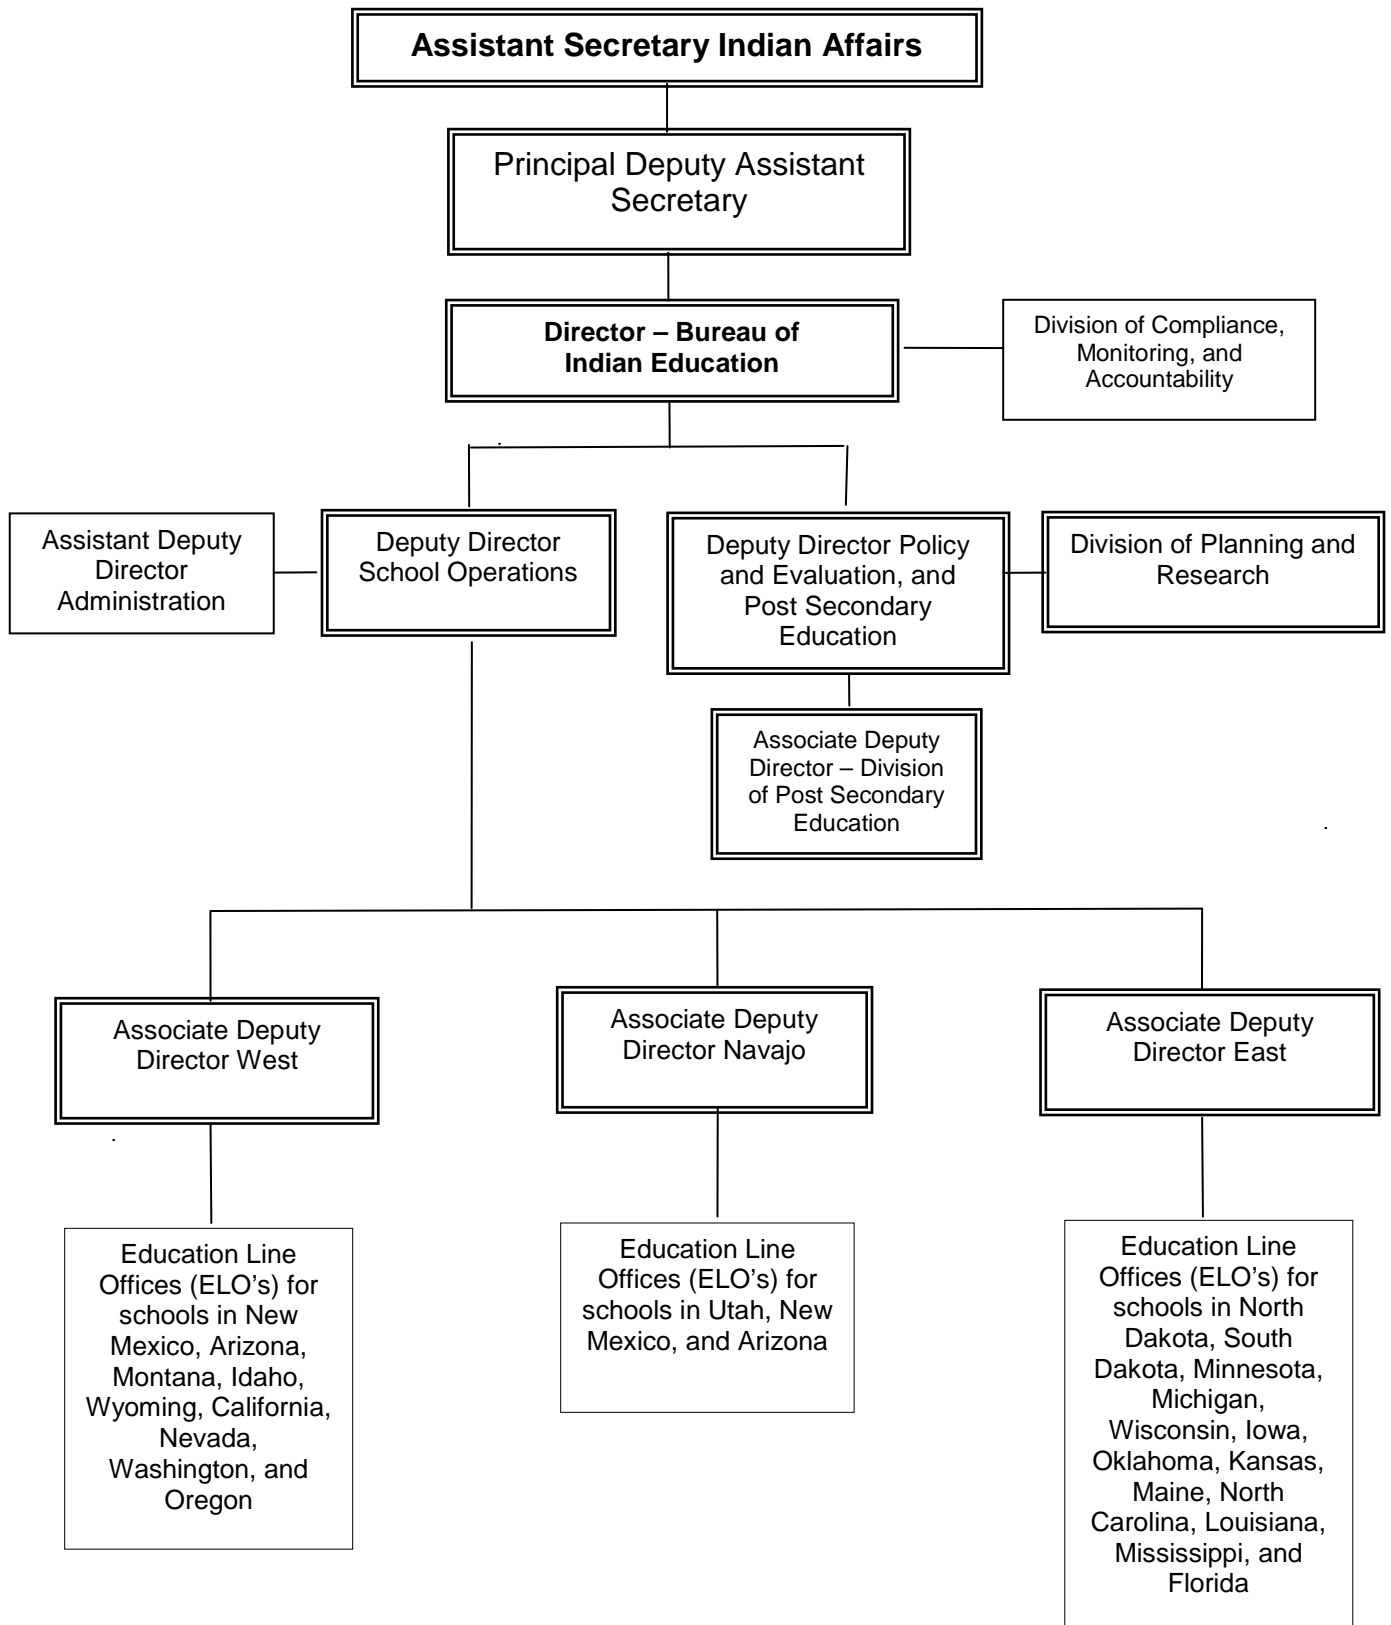 Assistant Secretary Indian Affairs
Principal Deputy Assistant
Secretary
Director – Bureau of
Indian Education
Division of Compliance,
Monitoring, and
Accountability
Assistant Deputy
Director
Administration
Deputy Director
School Operations
Deputy Director Policy
and Evaluation, and
Post Secondary
Education
Division of Planning and
Research
Associate Deputy
Director – Division
of Post Secondary
Education
Associate Deputy
Director West
Associate Deputy
Director Navajo
Associate Deputy
Director East
Education Line
Offices (ELO's) for
schools in New
Mexico, Arizona,
Montana, Idaho,
Wyoming, California,
Nevada,
Washington, and
Oregon
Education Line
Offices (ELO's) for
schools in Utah, New
Mexico, and Arizona
Education Line
Offices (ELO's) for
schools in North
Dakota, South
Dakota, Minnesota,
Michigan,
Wisconsin, Iowa,
Oklahoma, Kansas,
Maine, North
Carolina, Louisiana,
Mississippi, and
Florida